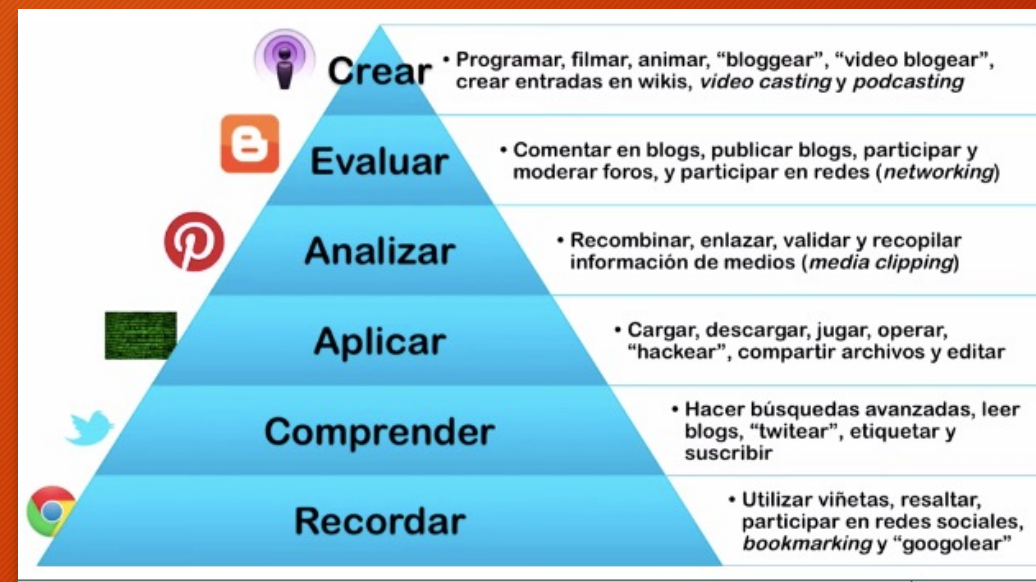 Crear
• Programar, filmar, animar, “bloggear”, “video blogear”,
crear entradas en wikis, video casting y podcasting
Evaluar
• Comentar en blogs, publicar blogs, participar y
moderar foros, y participar en redes (networking)
Analizar
• Recombinar, enlazar, validar y recopilar
información de medios (media clipping)
Aplicar
• Cargar, descargar, jugar, operar,
“hackear”, compartir archivos y editar
Comprender
• Hacer búsquedas avanzadas, leer
blogs, “twitear”, etiquetar y
suscribir
Recordar
• Utilizar viñetas, resaltar,
participar en redes sociales,
bookmarking y “googolear”